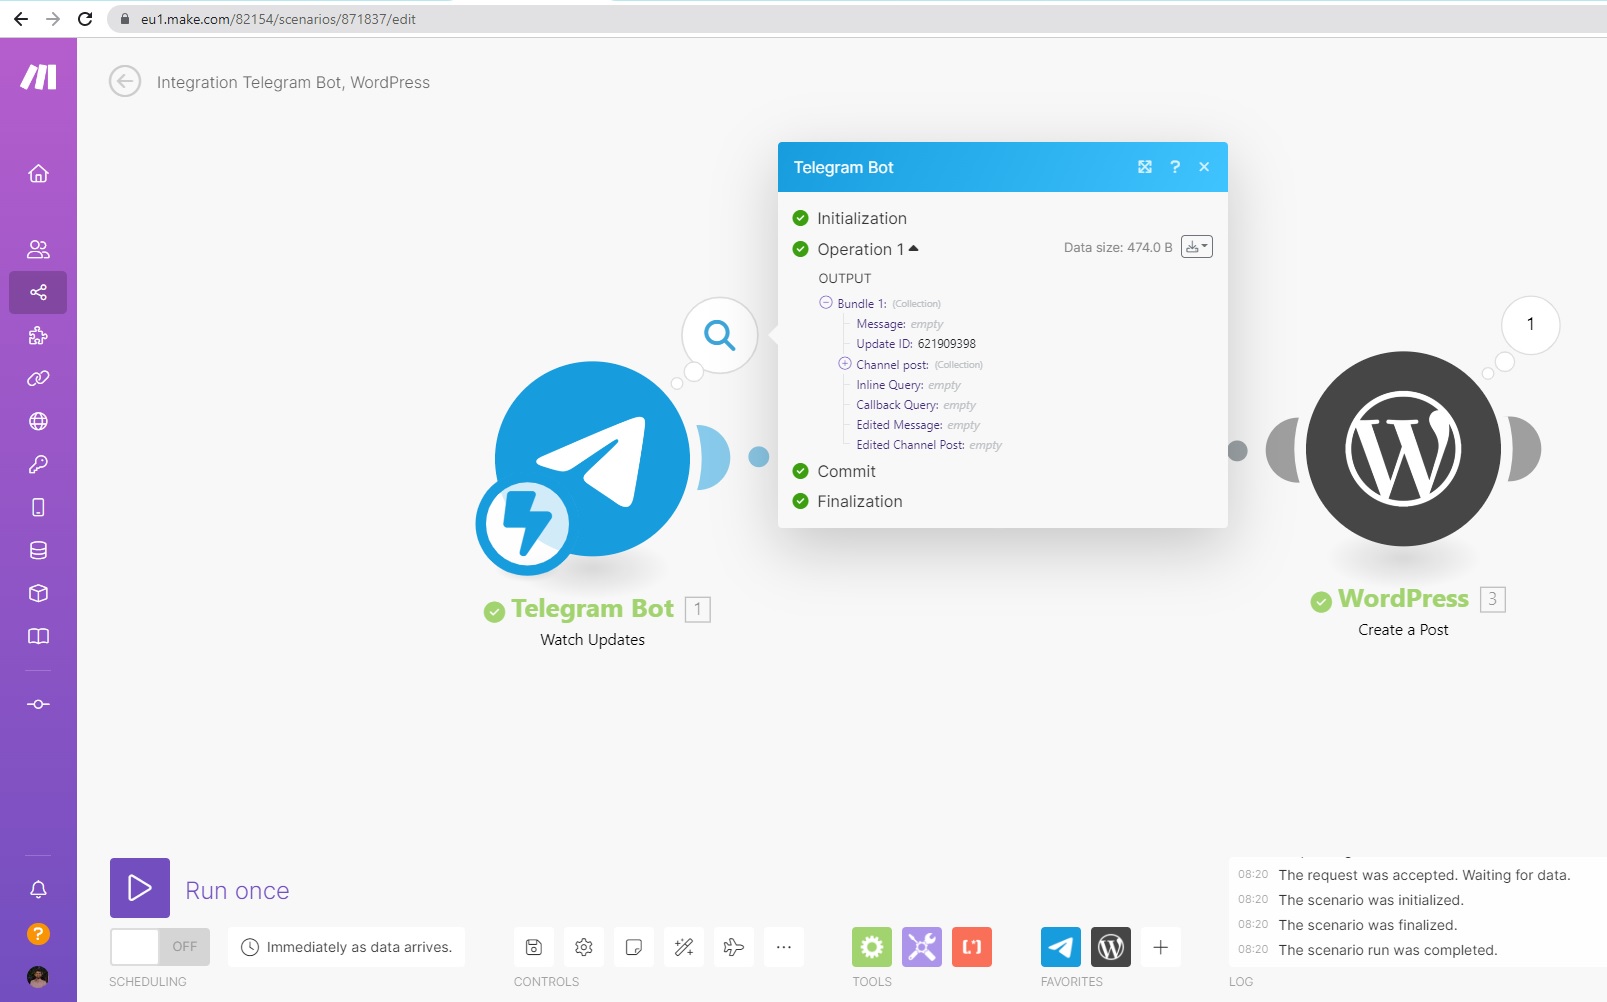 eu1.make.com/82154/scenarios/871837/edit
Integration Telegram Bot, WordPress
Telegram Bot
?
Initialization
Operation 1
Data size: 474.0 B
OUTPUT
Bundle 1: (Collection)
Message: empty
Update ID: 621909398
Channel post: (Collection)
Inline Query: empty
Callback Query: empty
Edited Message: empty
Edited Channel Post: empty
Commit
Finalization
1
Telegram Bot 1
Watch Updates
WordPress 3
Create a Post
Run once
OFF
Immediately as data arrives.
SCHEDULING
CONTROLS
TOOLS
FAVORITES
08:20 The request was accepted. Waiting for data.
08:20 The scenario was initialized.
08:20 The scenario was finalized.
08:20 The scenario run was completed.
LOG
?